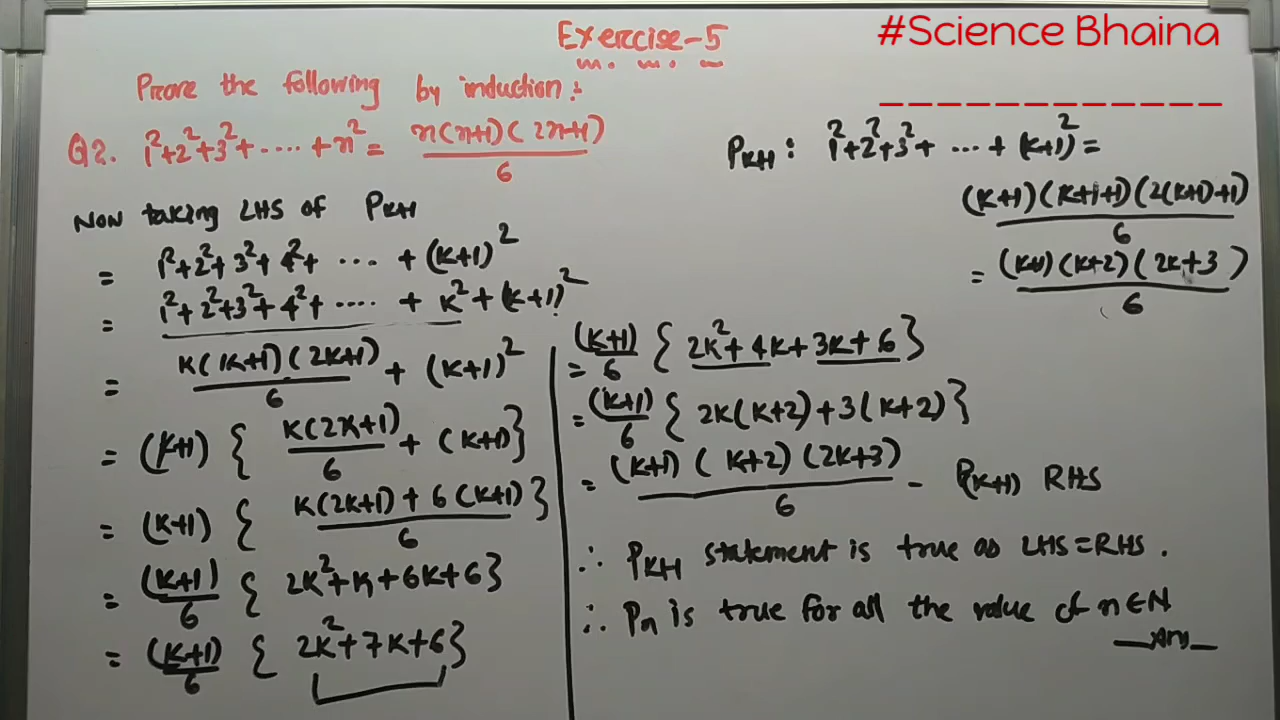 Exercise-5
#Science Bhaina
Prove the following by induction:-
Q2. 1²+2²+3²+....+n² = n(n+1)(2n+1)/6
Now taking LHS of Pk+1
= 1²+2²+3²+4²+ .... +(k+1)²
= 1²+2²+3²+4²+ .... + k²+(k+1)²
= k(k+1)(2k+1)/6 + (k+1)²
= (k+1) { k(2k+1)/6 + (k+1)}
= (k+1) { k(2k+1)+6(k+1)/6 }
= (k+1)/6 { 2k²+k+6k+6}
= (k+1)/6 { 2k²+7k+6}
Pk+1 : 1²+2²+3²+ ...+(k+1)²=
(k+1)(k+1+1)(2(k+1)+1)/6
= (k+1)(k+2)(2k+3)/6
= (k+1)/6 { 2k²+4k+3k+6}
= (k+1)/6 { 2k(k+2)+3(k+2)}
= (k+1)(k+2)(2k+3)/6 - P(k+1) RHS
∴ Pk+1 statement is true as LHS=RHS.
∴ Pn is true for all the value of n∈N
Ans